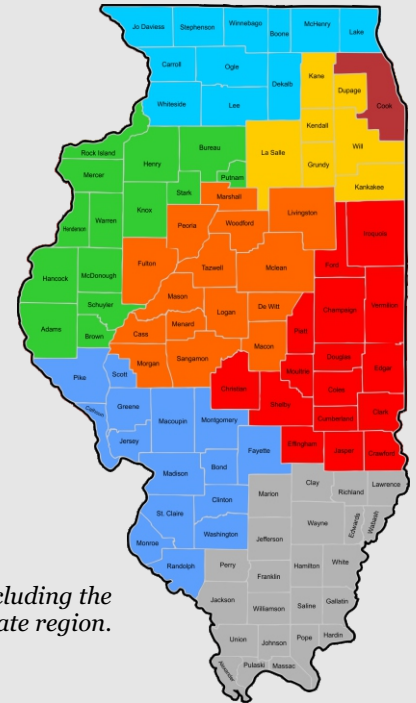 Jo Daviess
Stephenson
Winnebago
Boone
McHenry
Lake
Carroll
Ogle
Dekalb
Kane
Dupage
Cook
Whiteside
Lee
Kendall
Will
Rock Island
Henry
Bureau
La Salle
Grundy
Mercer
Putnam
Kankakee
Stark
Marshall
Henderson
Warren
Knox
Peoria
Woodford
Livingston
Iroquois
Ford
Fulton
Tazwell
Mclean
Hancock
McDonough
Mason
Logan
De Witt
Champaign
Vermilion
Schuyler
Piatt
Adams
Brown
Cass
Menard
Macon
Douglas
Edgar
Morgan
Sangamon
Moultrie
Coles
Pike
Scott
Christian
Shelby
Clark
Greene
Macoupin
Montgomery
Cumberland
Calhoun
Jersey
Fayette
Effingham
Jasper
Crawford
Madison
Bond
Clay
Lawrence
Marion
Richland
Clinton
St. Claire
Wayne
Edwards
Wabash
Washington
Jefferson
Monroe
Randolph
Perry
Hamilton
White
Franklin
cluding the
ate region.
Jackson
Williamson
Saline
Gallatin
Union
Johnson
Pope
Hardin
Alexander
Pulaski
Massac